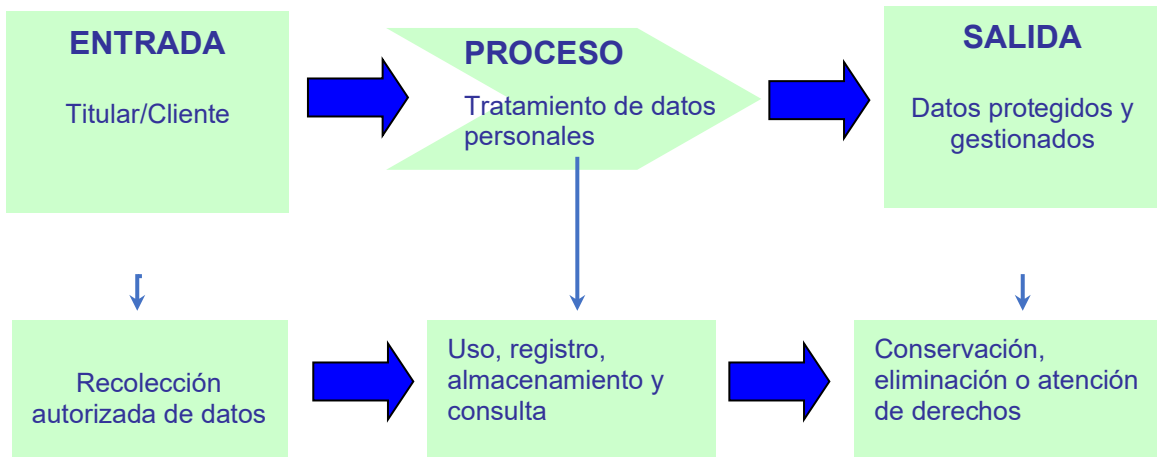 ENTRADA
Titular/Cliente
PROCESO
Tratamiento de datos
personales
SALIDA
Datos protegidos y
gestionados
Recolección
autorizada de datos
Uso, registro,
almacenamiento y
consulta
Conservación,
eliminación o atención
de derechos